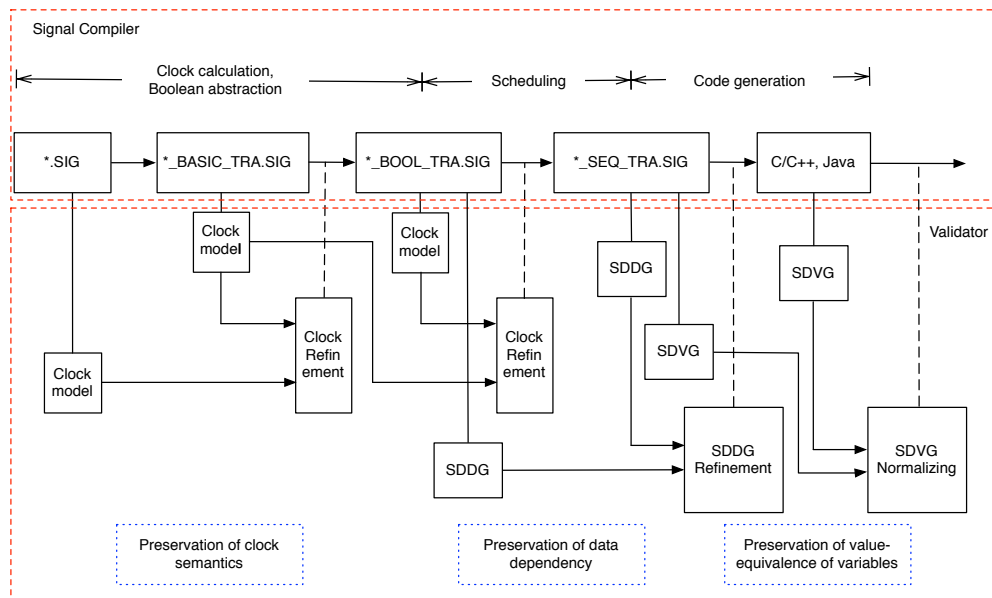 Signal Compiler
Clock calculation,
Boolean abstraction
Scheduling
Code generation
*.SIG
*_BASIC_TRA.SIG
*_BOOL_TRA.SIG
*_SEQ_TRA.SIG
C/C++, Java
Validator
Clock
model
Clock
model
SDDG
SDVG
Clock
Refin
ement
Clock
Refin
ement
SDVG
Clock
model
SDDG
SDDG
Refinement
SDVG
Normalizing
Preservation of clock
semantics
Preservation of data
dependency
Preservation of value-
equivalence of variables